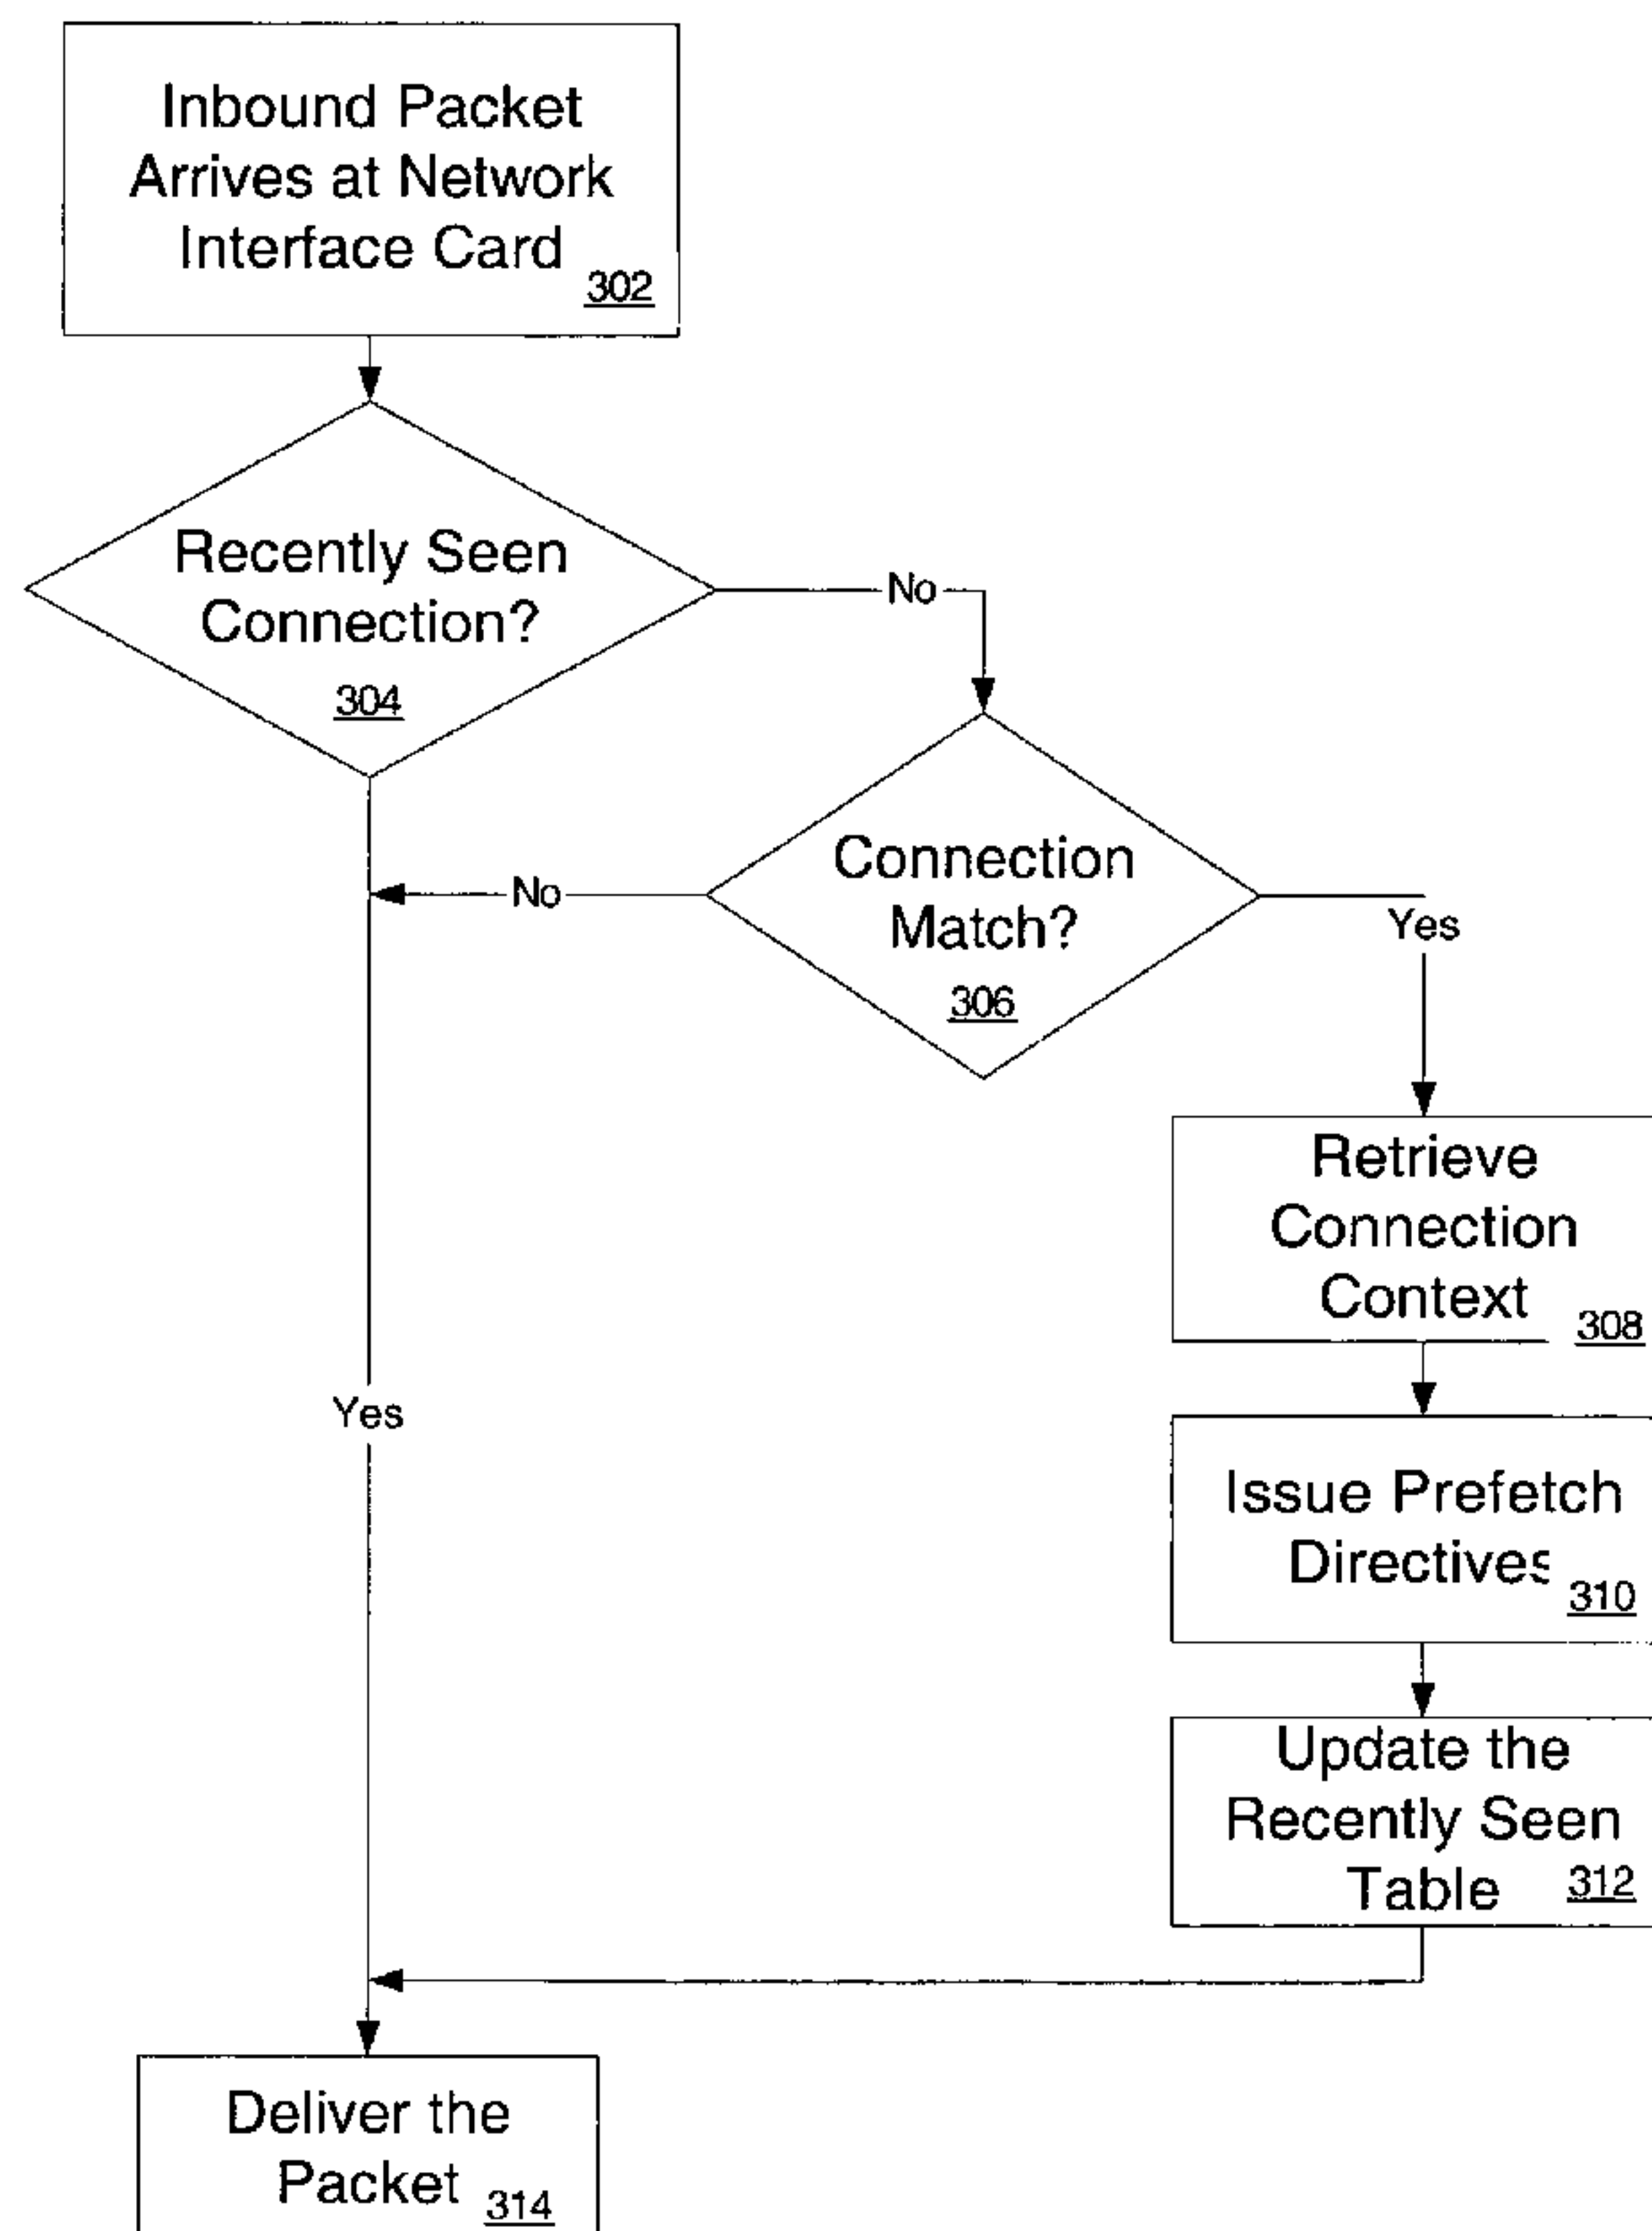 Inbound Packet
Arrives at Network
Interface Card
302
Recently Seen
Connection?
304
No
Connection
Match?
306
No
Yes
Retrieve
Connection
Context
308
Issue Prefetch
Directives
310
Update the
Recently Seen
Table
312
Yes
Deliver the
Packet
314